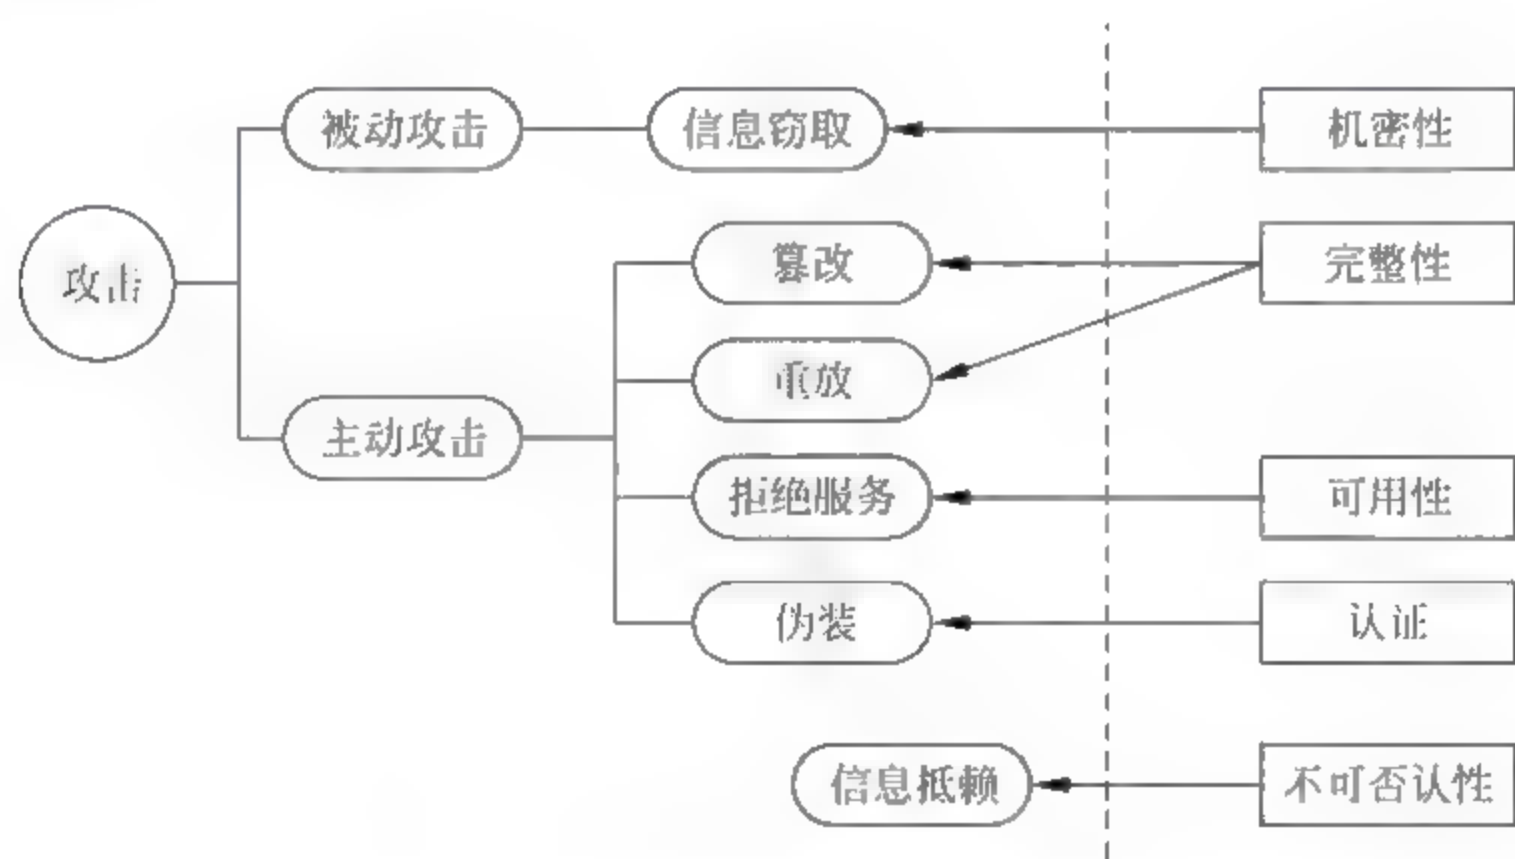 被动攻击
信息窃取
机密性
篡改
完整性
攻击
重放
主动攻击
拒绝服务
可用性
伪装
认证
信息抵赖
不可否认性